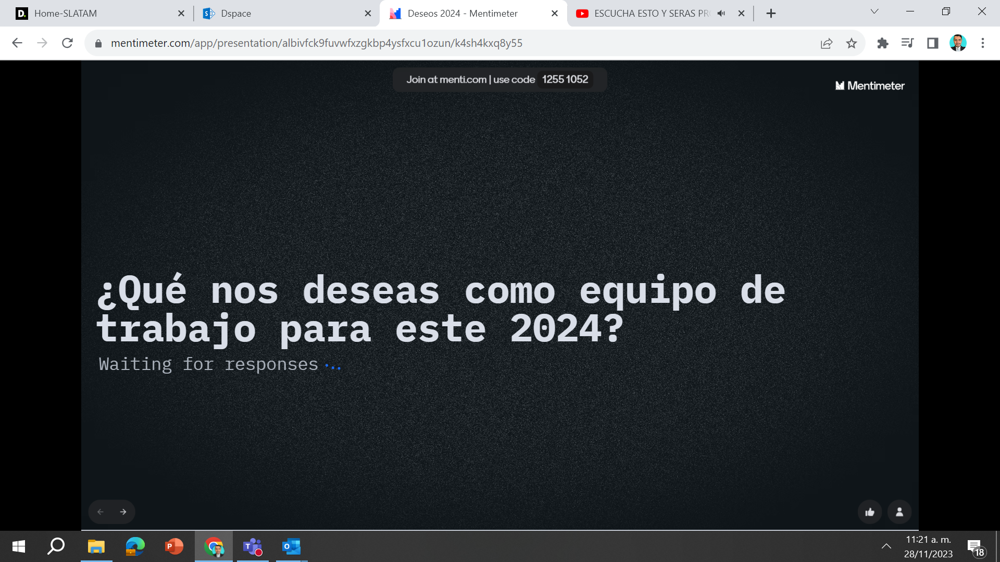 Home-SLATAM
Dspace
Deseos 2024 - Mentimeter
ESCUCHA ESTO Y SERAS PR
mentimeter.com/app/presentation/albivfck9fuvwfxzgkbp4ysfxcu1ozun/k4sh4kxq8y55
Join at menti.com | use code 1255 1052
Mentimeter
¿Qué nos deseas como equipo de
trabajo para este 2024?
Waiting for responses
11:21 a. m.
28/11/2023
18